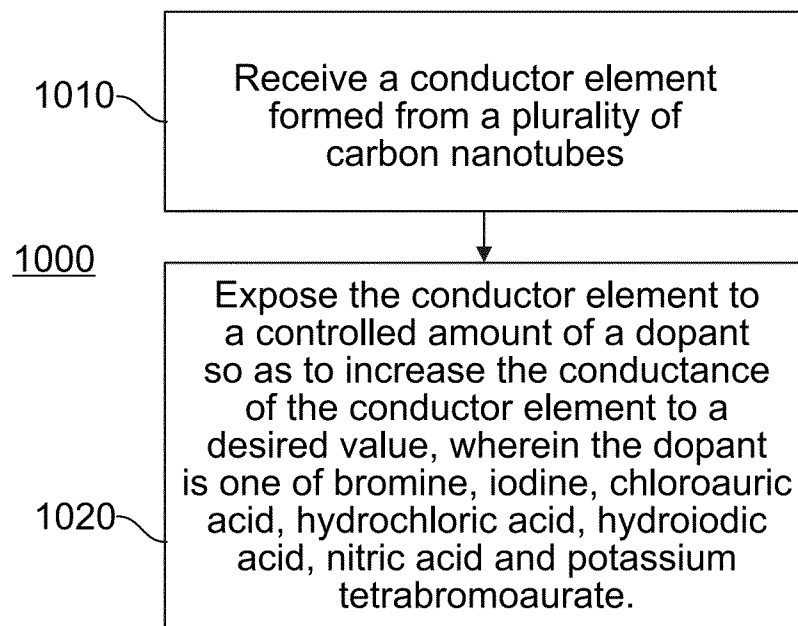 1010
Receive a conductor element
formed from a plurality of
carbon nanotubes
1000
Expose the conductor element to
a controlled amount of a dopant
so as to increase the conductance
of the conductor element to a
desired value, wherein the dopant
is one of bromine, iodine, chloroauric
acid, hydrochloric acid, hydroiodic
acid, nitric acid and potassium
tetrabromoaurate.
1020